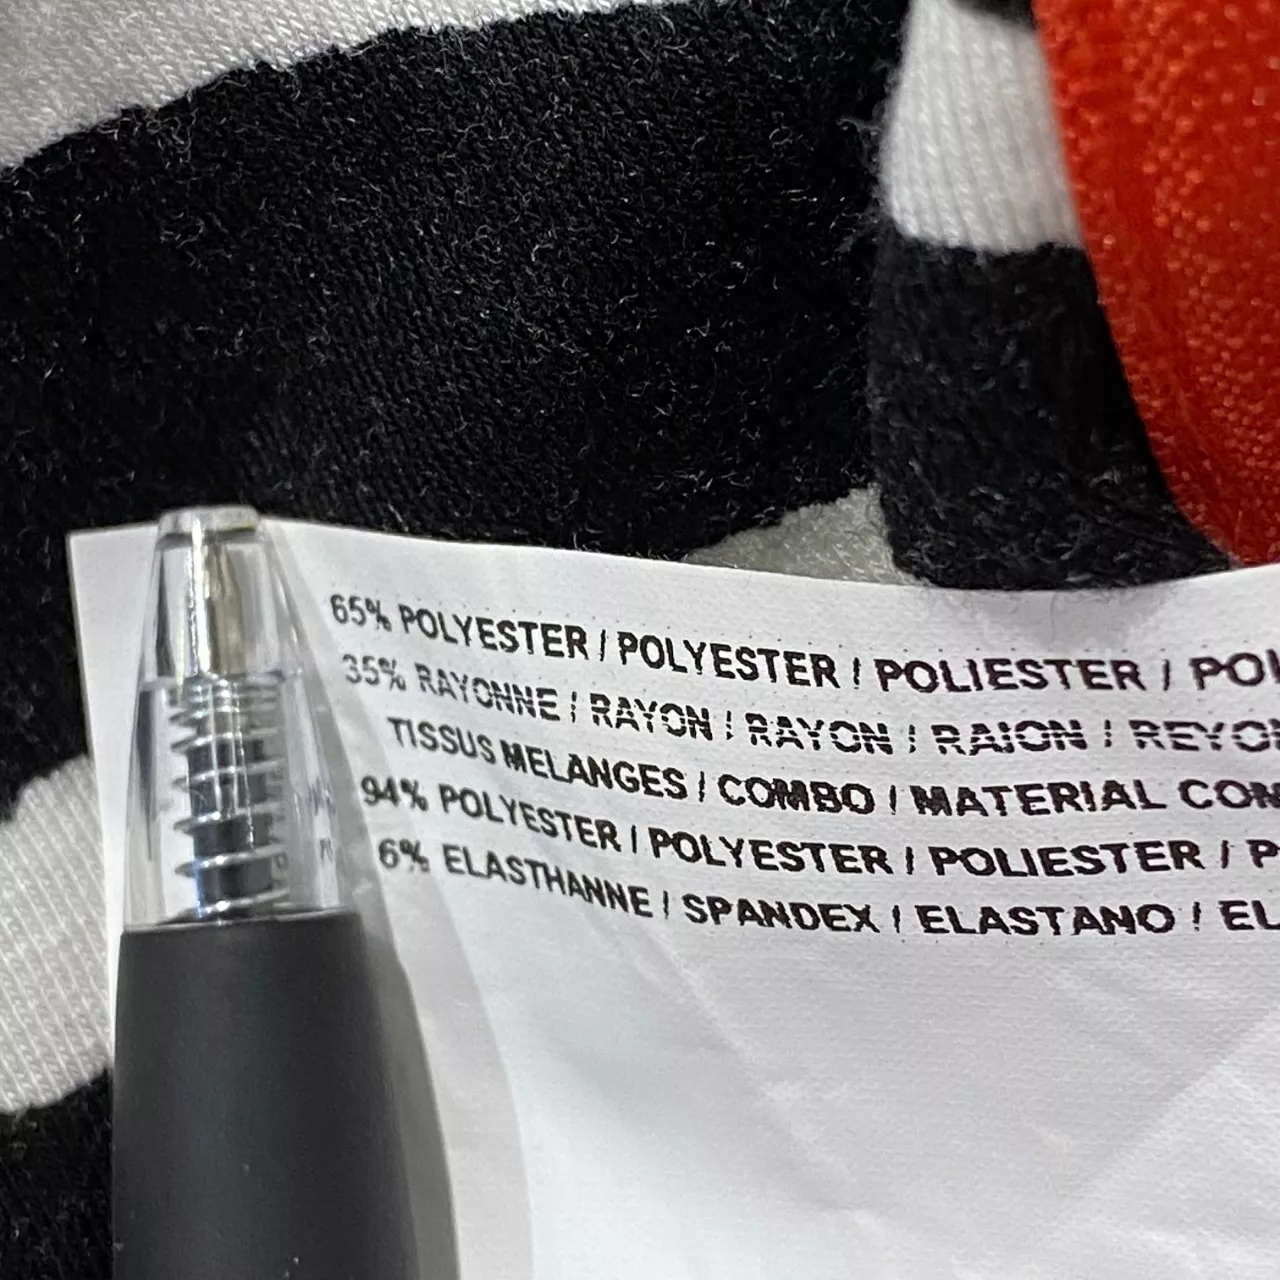 65% POLYESTER / POLYESTER / POLIESTER /
35% RAYONNE / RAYON / RAYON / RAION /
TISSUS MELANGES / COMBO / MATERIAL
94% POLYESTER / POLYESTER / POLIESTER /
6% ELASTHANNE / SPANDEX / ELASTANO /